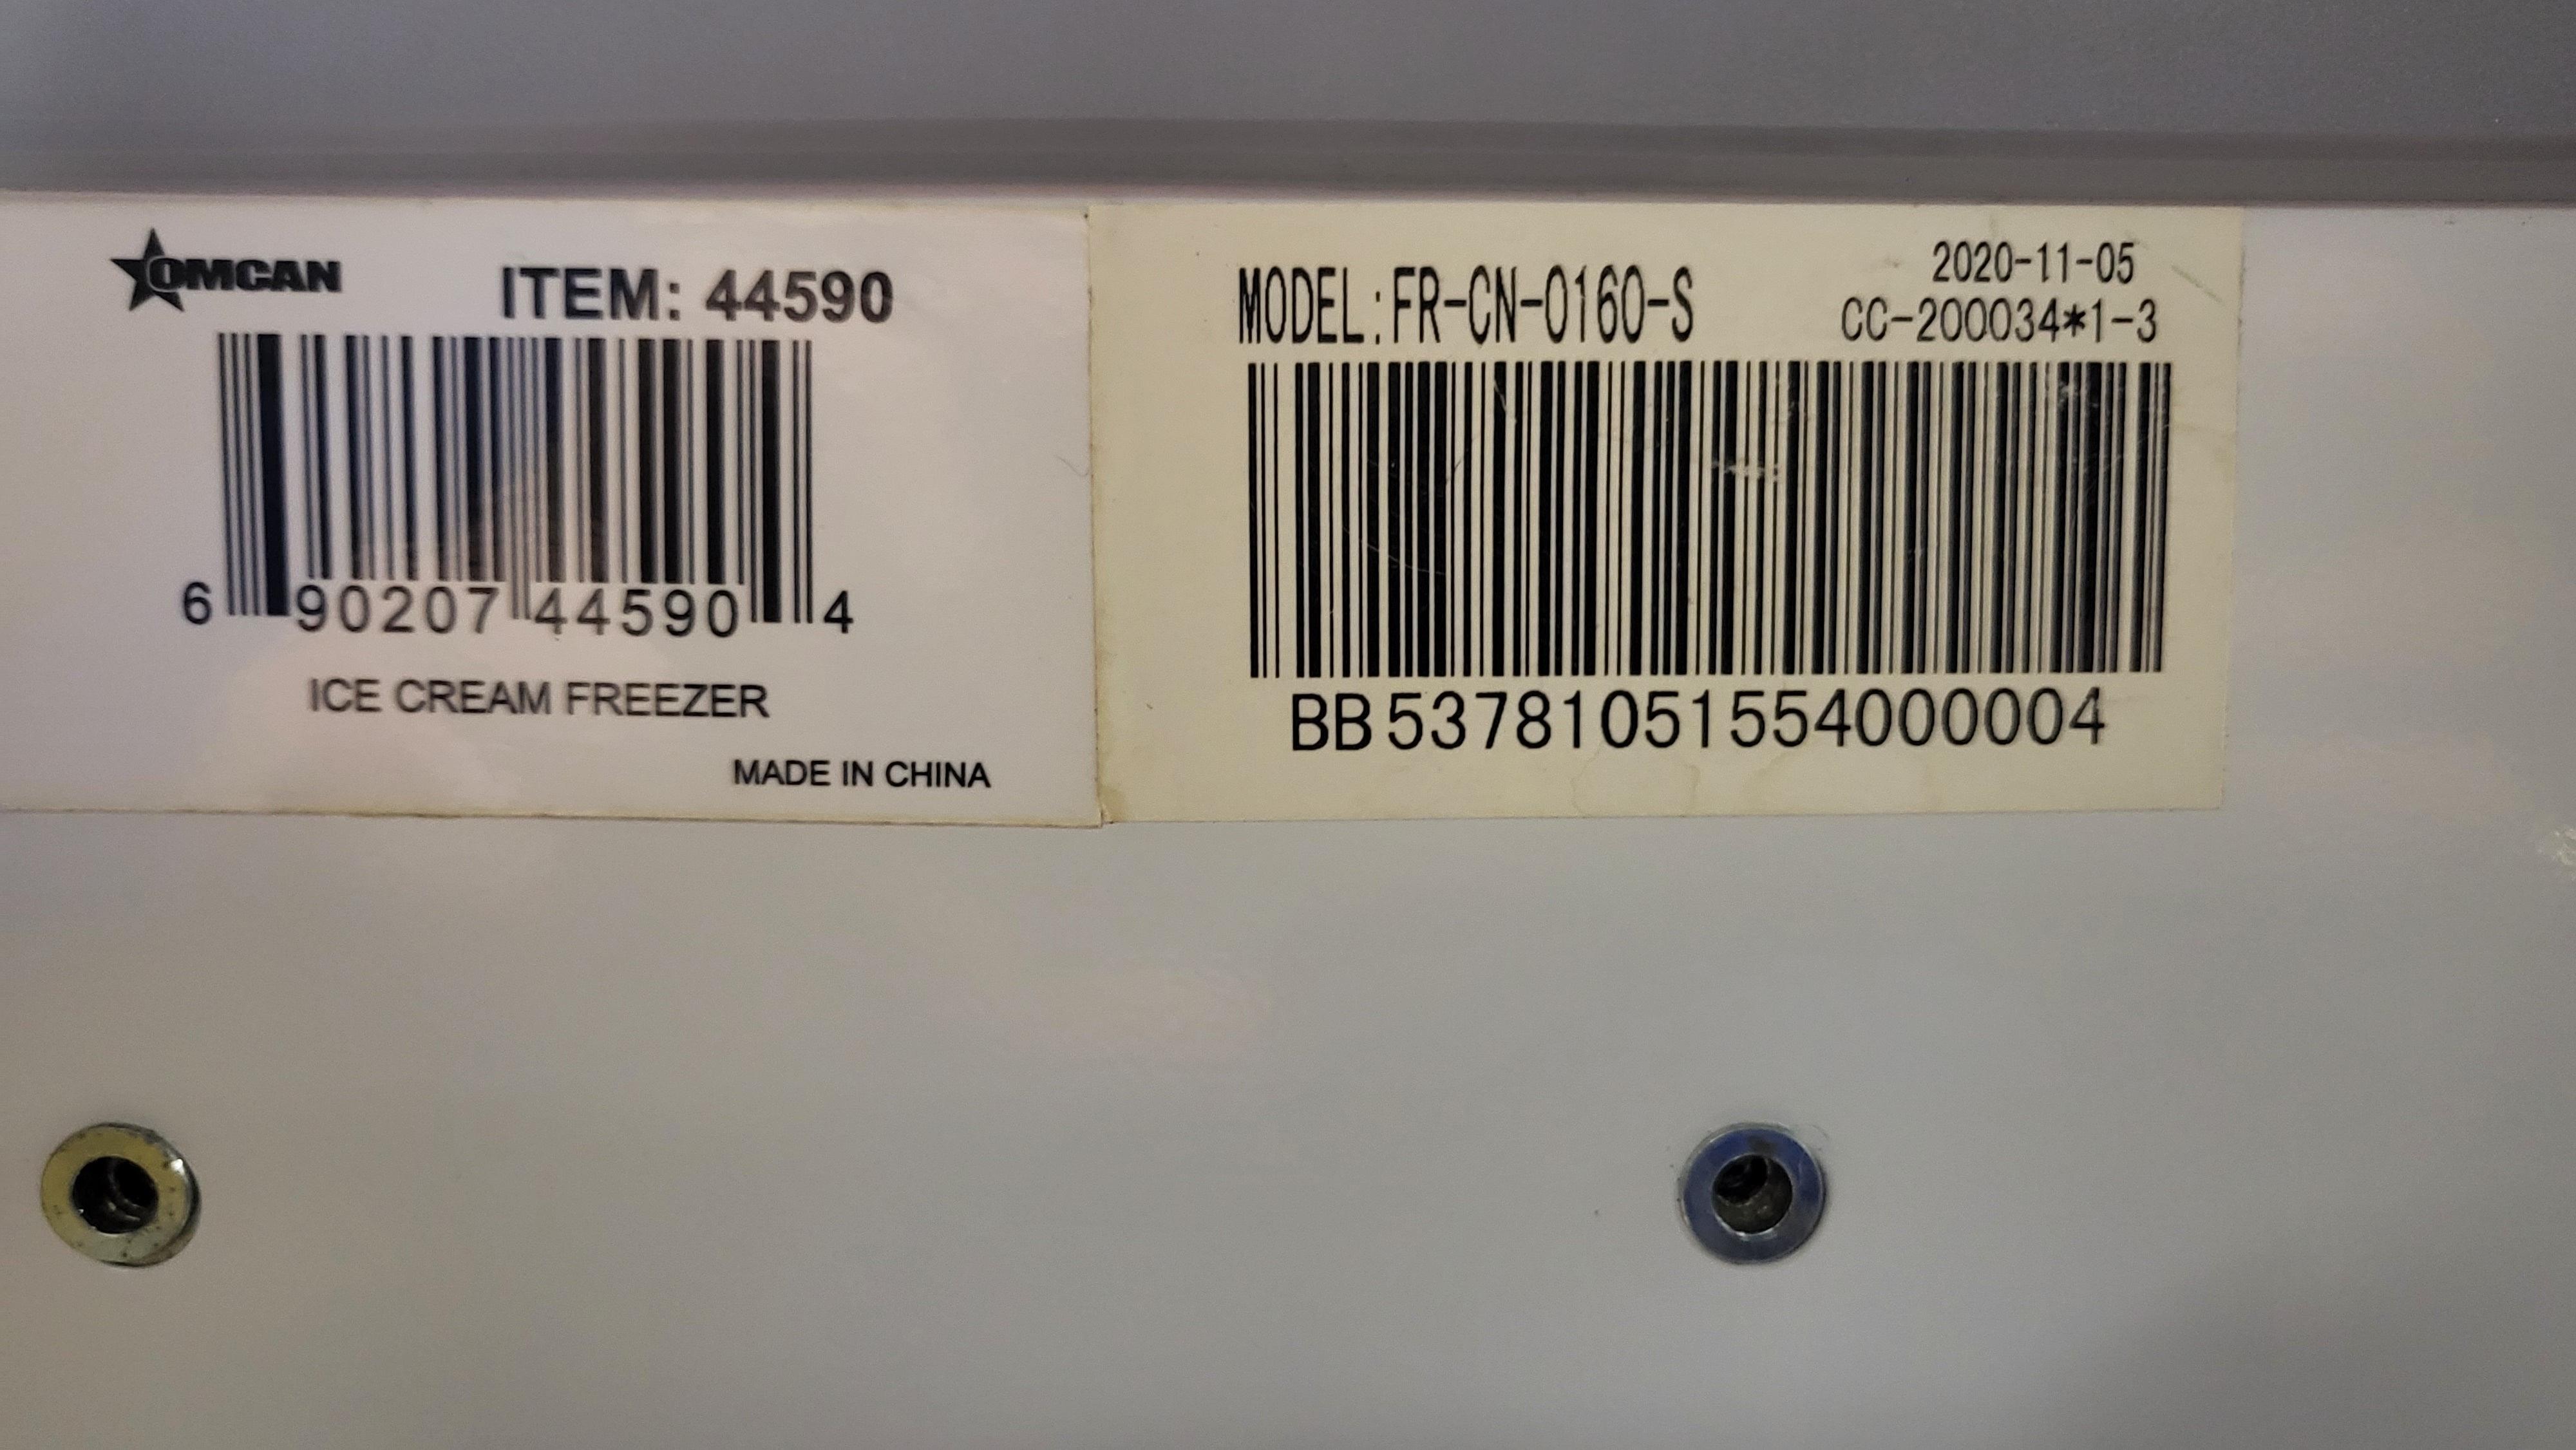 OMCAN
ITEM: 44590
6 90207 44590 4
ICE CREAM FREEZER
MADE IN CHINA
2020-11-05
MODEL:FR-CN-0160-S
CC-200034*1-3
BB53781051554000004